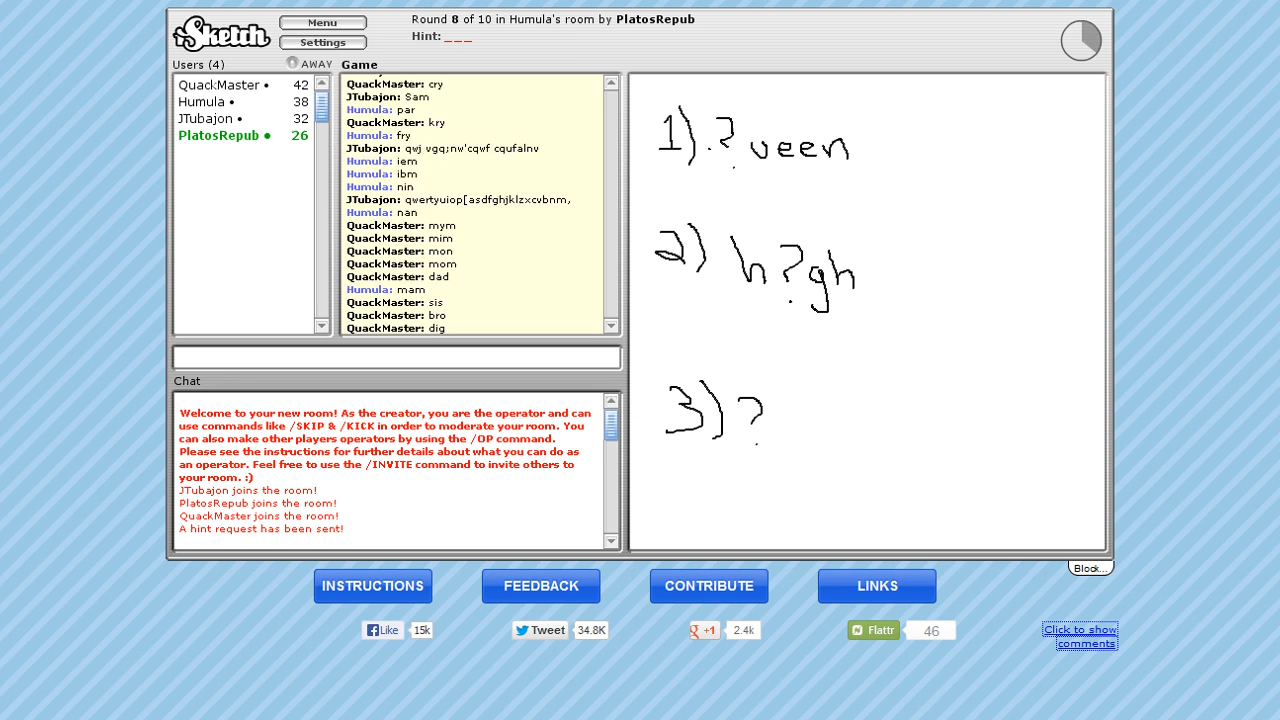 iSketch
Menu
Settings
Round 8 of 10 in Humula's room by PlatosRepub
Hint: _ _ _
Users (4)
AWAY
Game
QuackMaster • 42
Humula • 38
JTubajon • 32
PlatosRepub • 26
QuackMaster: cry
JTubajon: Sam
Humula: par
QuackMaster: kry
Humula: fry
JTubajon: qwj vgq;nw'cqwf cqufalnv
Humula: iem
Humula: ibm
Humula: nin
JTubajon: qwertyuiop[asdfghjklzxcvbnm,
Humula: nan
QuackMaster: mym
QuackMaster: mim
QuackMaster: mon
QuackMaster: mom
QuackMaster: dad
Humula: mam
QuackMaster: sis
QuackMaster: bro
QuackMaster: dig
Chat
Welcome to your new room! As the creator, you are the operator and can
use commands like /SKIP & /KICK in order to moderate your room. You
can also make other players operators by using the /OP command.
Please see the instructions for further details about what you can do as
an operator. Feel free to use the /INVITE command to invite others to
your room. :)
JTubajon joins the room!
PlatosRepub joins the room!
QuackMaster joins the room!
A hint request has been sent!
1) ? ueen
2) h?gh
3) ?
Block...
INSTRUCTIONS
FEEDBACK
CONTRIBUTE
LINKS
Like 15k
Tweet 34.8K
g +1 2.4k
Flattr 46
Click to show
comments